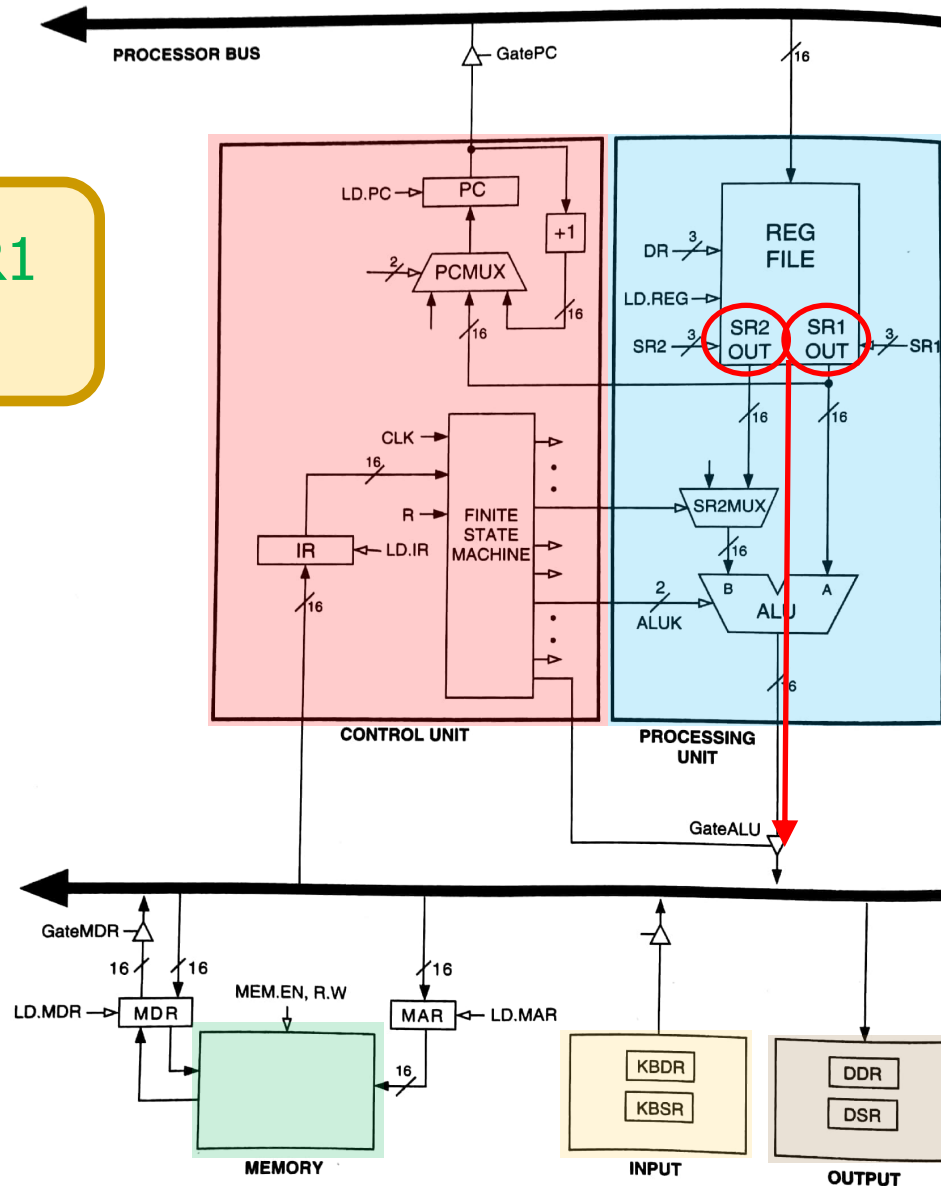 PROCESSOR BUS
GatePC
16
R1
LD.PC
PC
+1
2
PCMUX
16
16
REG
FILE
DR
3
LD.REG
SR2
3
SR2
OUT
SR1
OUT
3
SR1
16
16
CLK
16
R
FINITE
STATE
MACHINE
IR
LD.IR
16
SR2MUX
16
B
A
ALU
2
ALUK
16
CONTROL UNIT
PROCESSING
UNIT
GateALU
GateMDR
16
16
16
LD.MDR
MDR
MEM.EN, R.W
MAR
LD.MAR
16
KBDR
KBSR
DDR
DSR
MEMORY
INPUT
OUTPUT